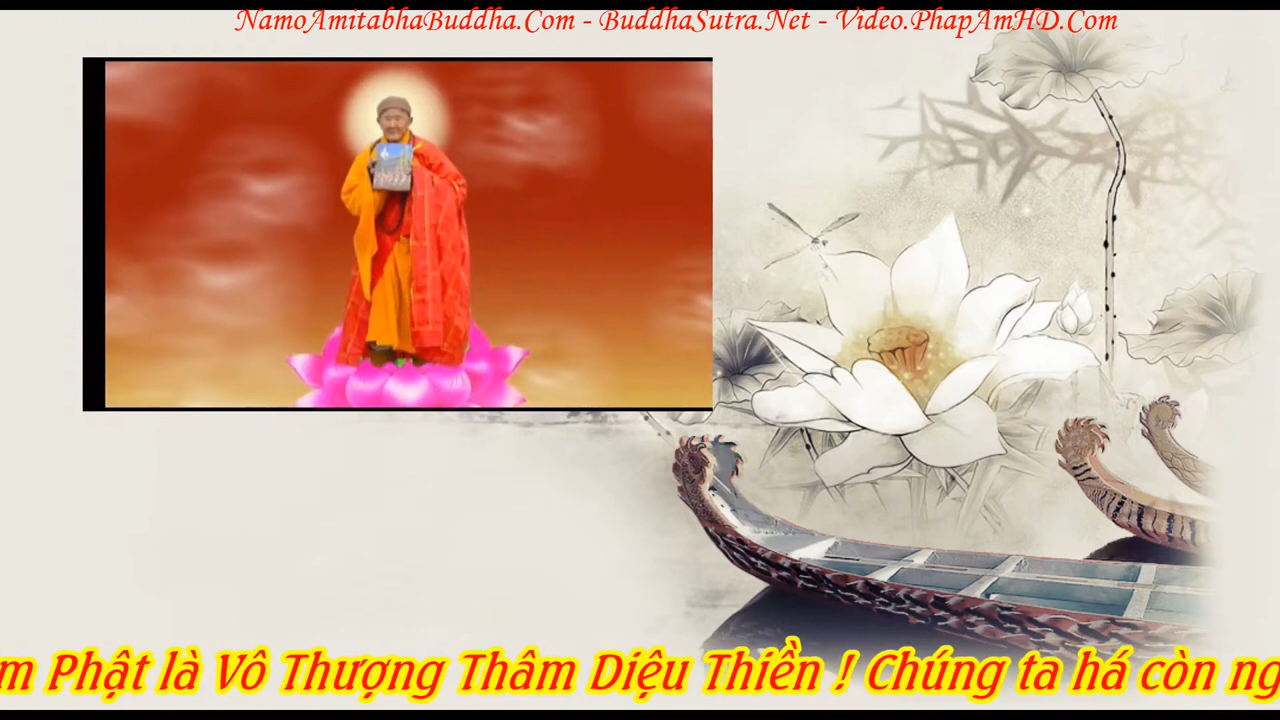 NamoAmitabhaBuddha.Com - BuddhaSutra.Net - Video.PhapAmHD.Com
Phật là Vô Thượng Thâm Diệu Thiền ! Chúng ta há còn